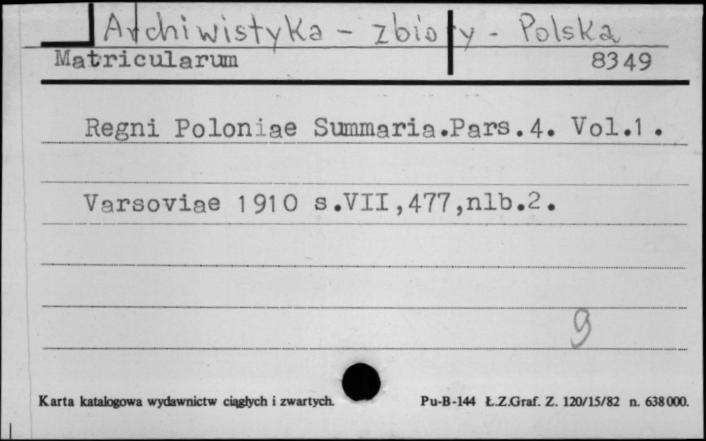 Archiwistyka - zbiory - Polska
Matricularum 8349
Regni Poloniae Summaria.Pars.4. Vol.1.
Varsoviae 1910 s.VII,477,nlb.2.
9
Karta katalogowa wydawnictw ciągłych i zwartych. Pu-B-144 Ł.Z.Graf. Z. 120/15/82 n. 638000.